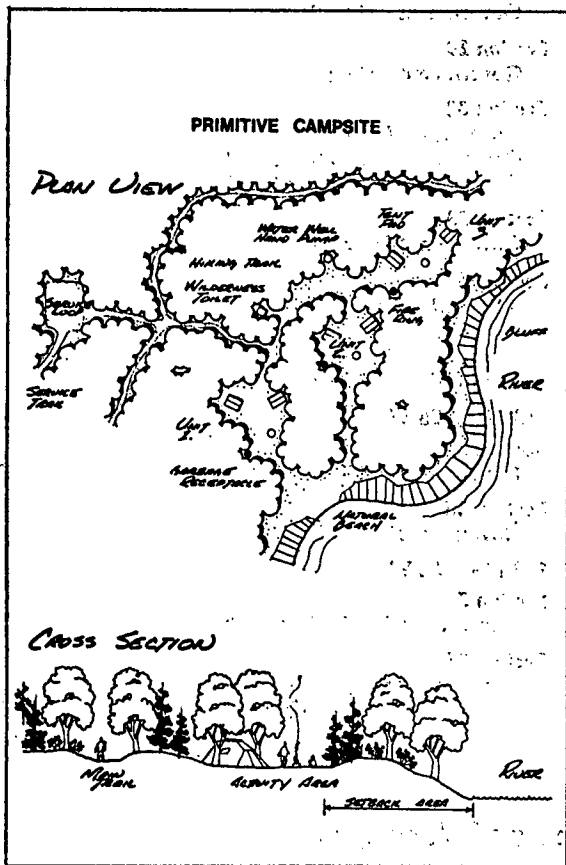 PRIMITIVE CAMPSITE
PLAN VIEW
WATER WELL
HAND PUMP
TENT
PAD
UNIT
3
HIKING TRAIL
WILDERNESS
TOILET
SERVICE
LOOP
FIRE
RING
UNIT
2
BLUFF
RIVER
SERVICE
TRAIL
UNIT
1.
GARBAGE
RECEPTACLE
NATURAL
BEACH
CROSS SECTION
TRAIL
ACTIVITY AREA
RIVER
SETBACK AREA